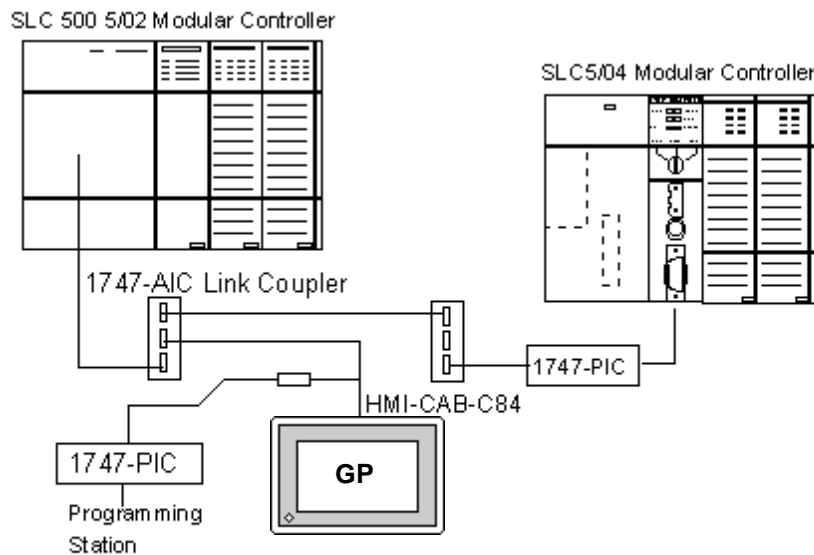 SLC 500 5/02 Modular Controller
SLC5/04 Modular Controller
1747-AIC Link Coupler
1747-PIC
HMI-CAB-C84
GP
1747-PIC
Programming
Station